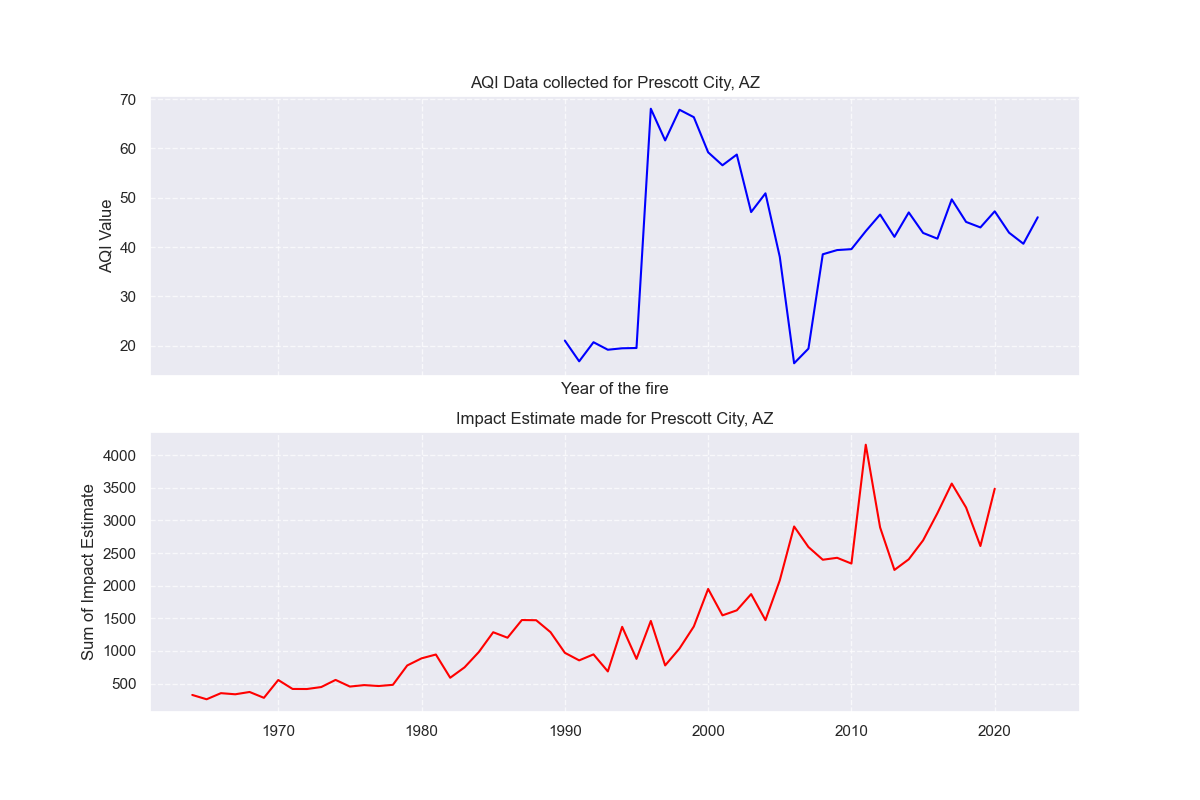 AQI Data collected for Prescott City, AZ
70
60
50
40
30
20
AQI Value
Year of the fire
Impact Estimate made for Prescott City, AZ
4000
3500
3000
2500
2000
1500
1000
500
Sum of Impact Estimate
1970 1980 1990 2000 2010 2020